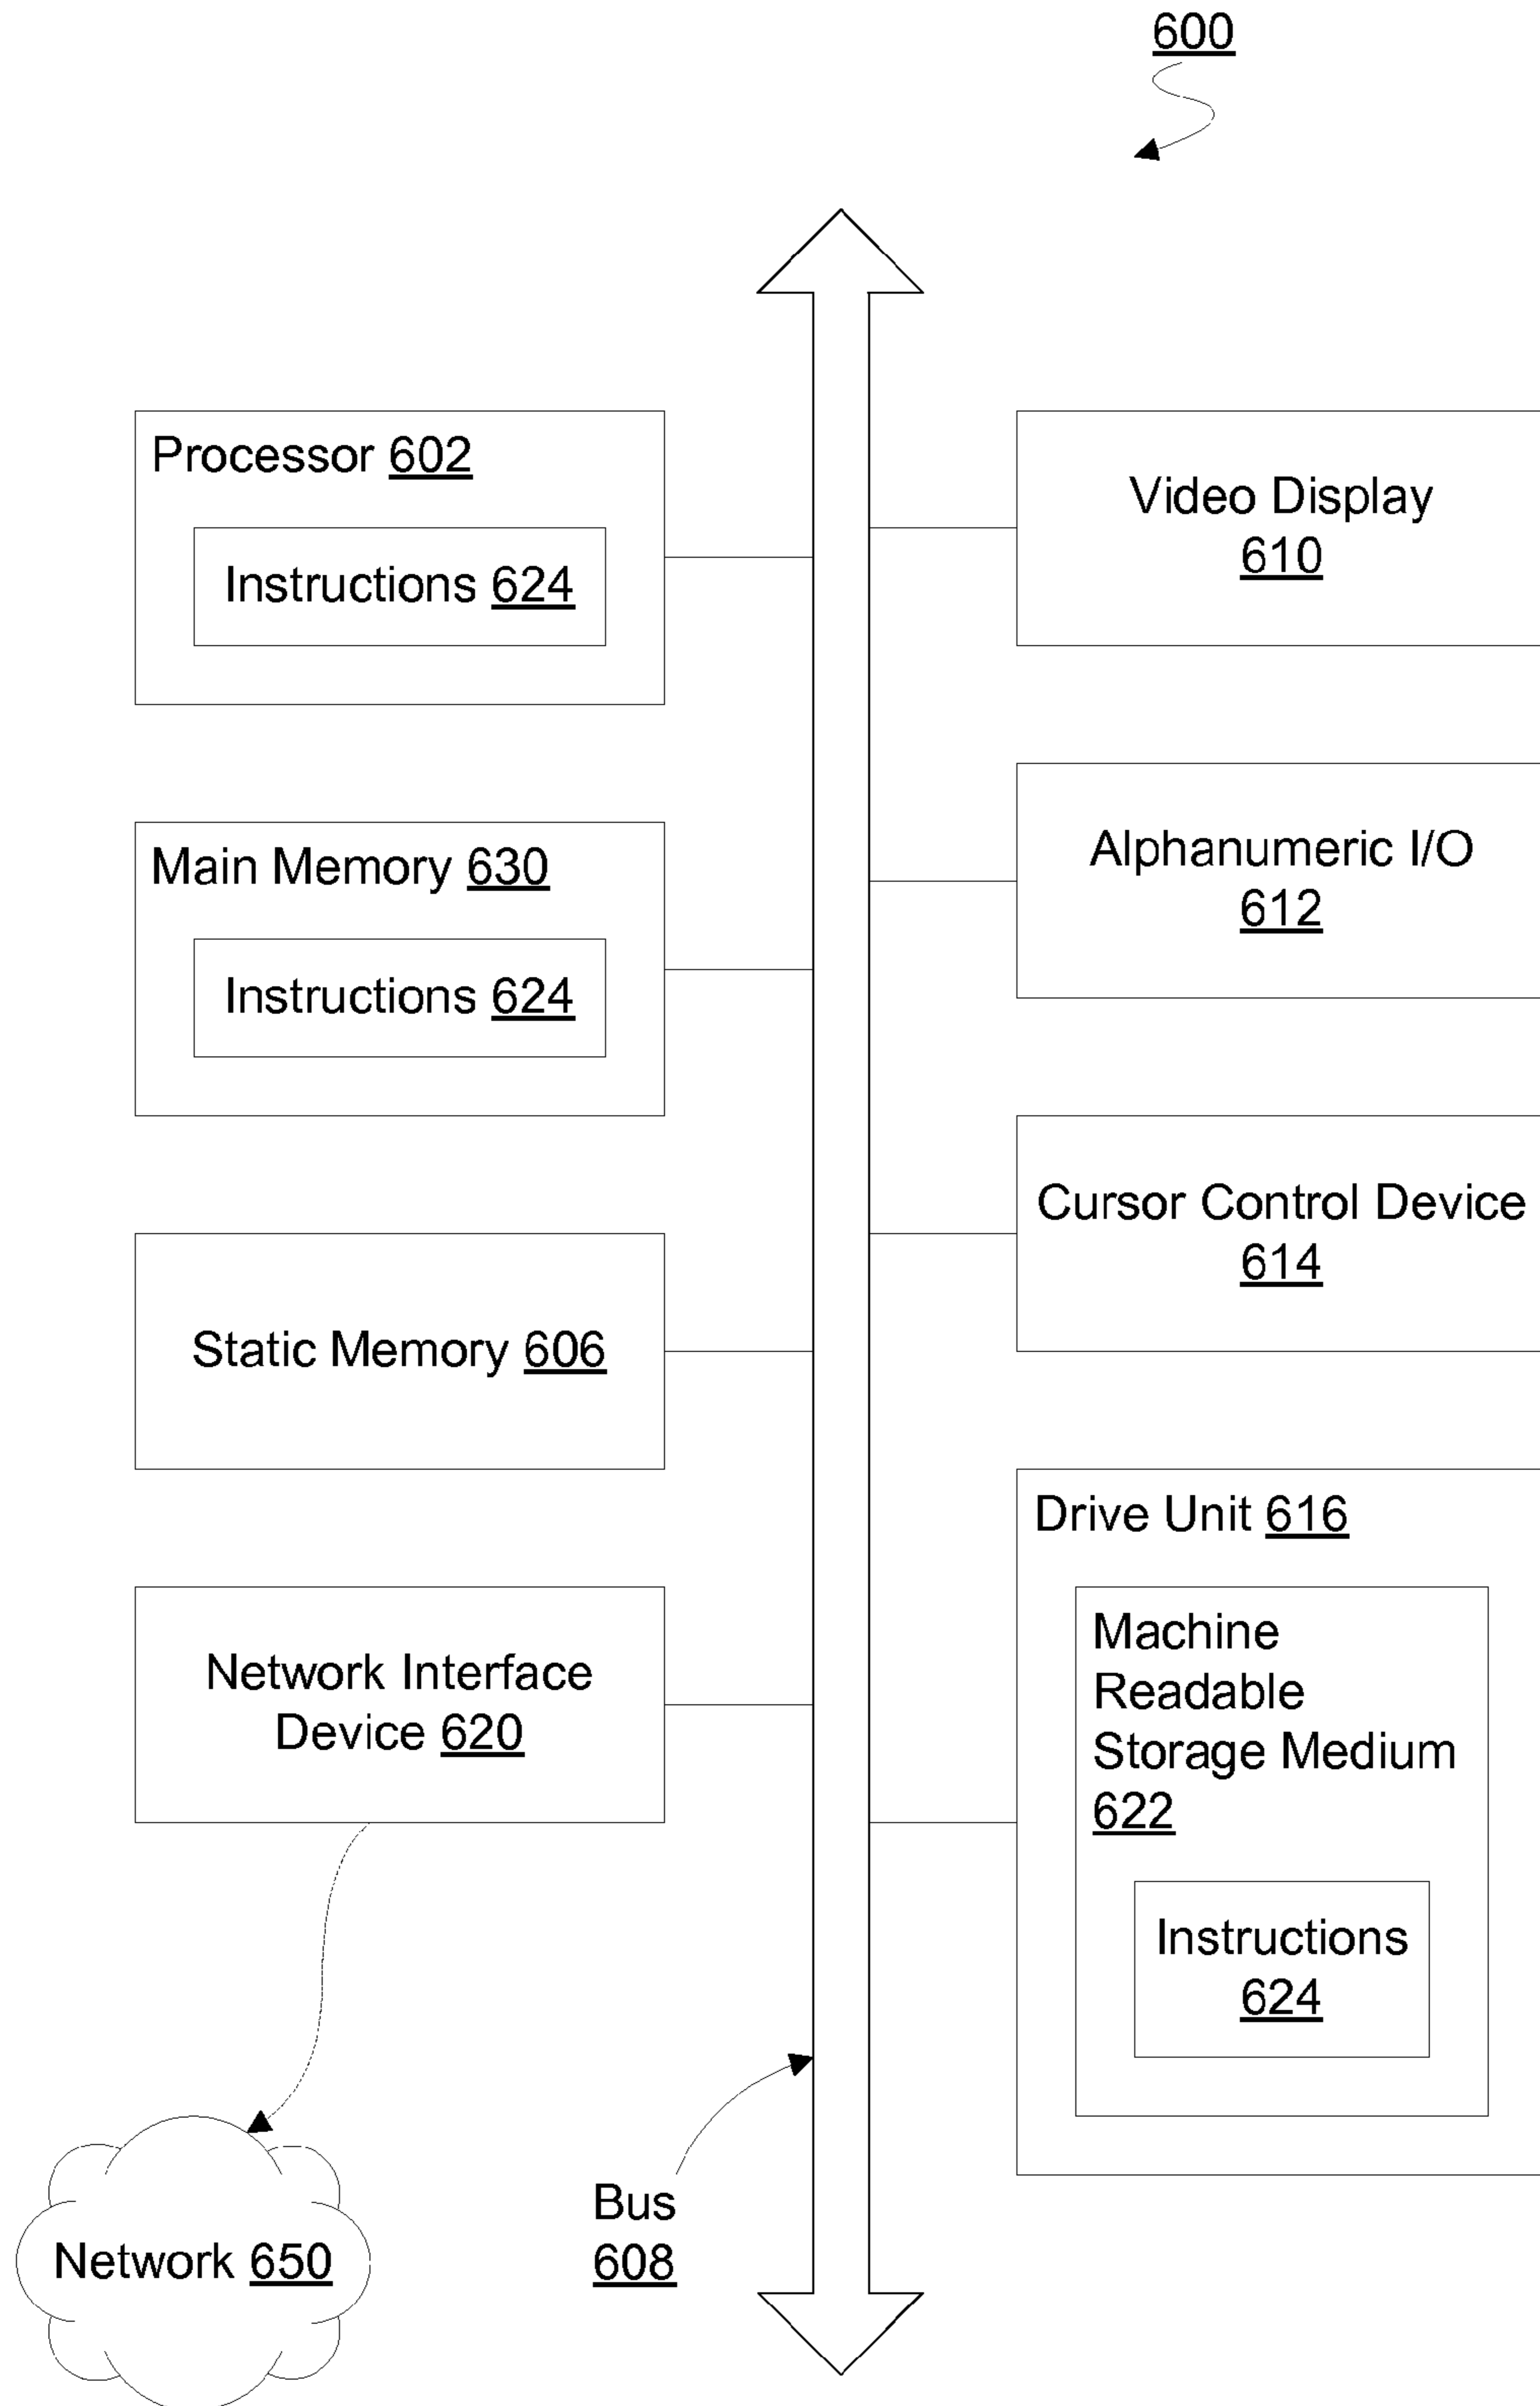 600
Processor 602
Instructions 624
Main Memory 630
Instructions 624
Static Memory 606
Network Interface
Device 620
Network 650
Bus
608
Video Display
610
Alphanumeric I/O
612
Cursor Control Device
614
Drive Unit 616
Machine
Readable
Storage Medium
622
Instructions
624